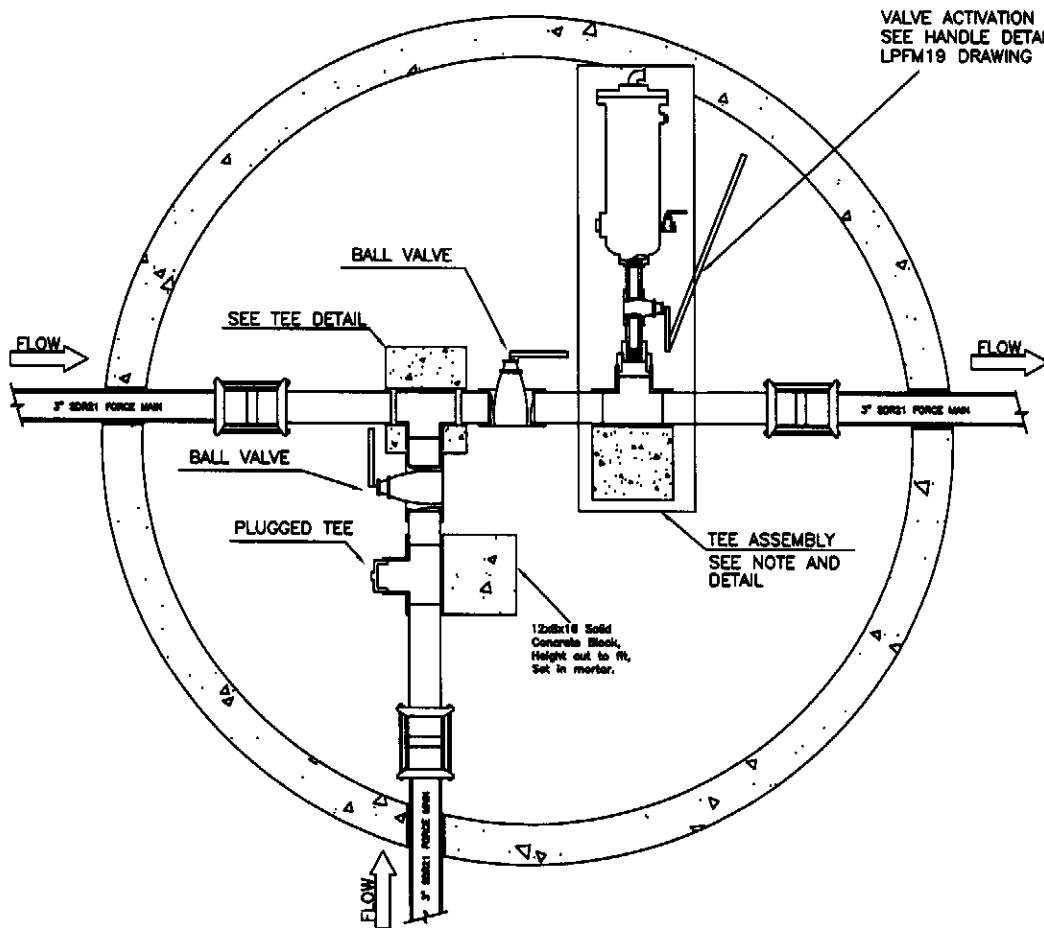 VALVE ACTIVATION
SEE HANDLE DETAI
LPFM19 DRAWING
BALL VALVE
SEE TEE DETAIL
FLOW
FLOW
3" SDR21 FORCE MAIN
3" SDR21 FORCE MAIN
BALL VALVE
PLUGGED TEE
TEE ASSEMBLY
SEE NOTE AND
DETAIL
Solid
Concrete Block,
Height cut to fit,
Set in mortar.
3" SDR21 FORCE MAIN
FLOW